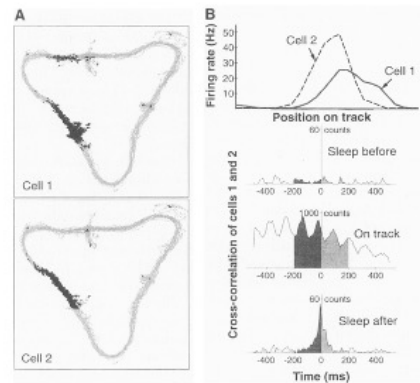 A
Cell 1
Cell 2
B
Firing rate (Hz)
50
40
30
20
10
Cell 2
Cell 1
Position on track
Cross-correlation of cells 1 and 2
60 counts
Sleep before
-400 -200 0 200 400
1000 counts
On track
-400 -200 0 200 400
60 counts
Sleep after
-400 -200 0 200 400
Time (ms)